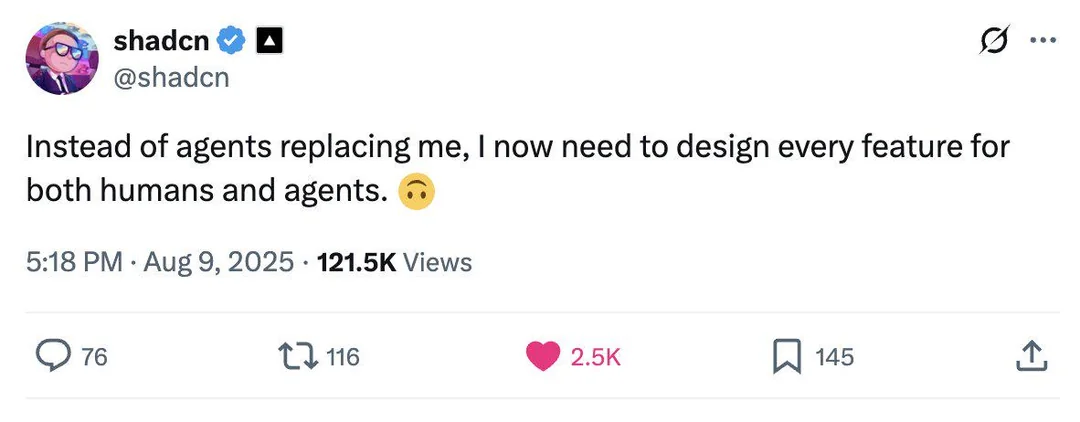 shadcn
@shadcn
Instead of agents replacing me, I now need to design every feature for
both humans and agents. 🙃
5:18 PM · Aug 9, 2025 · 121.5K Views
76 116 2.5K 145